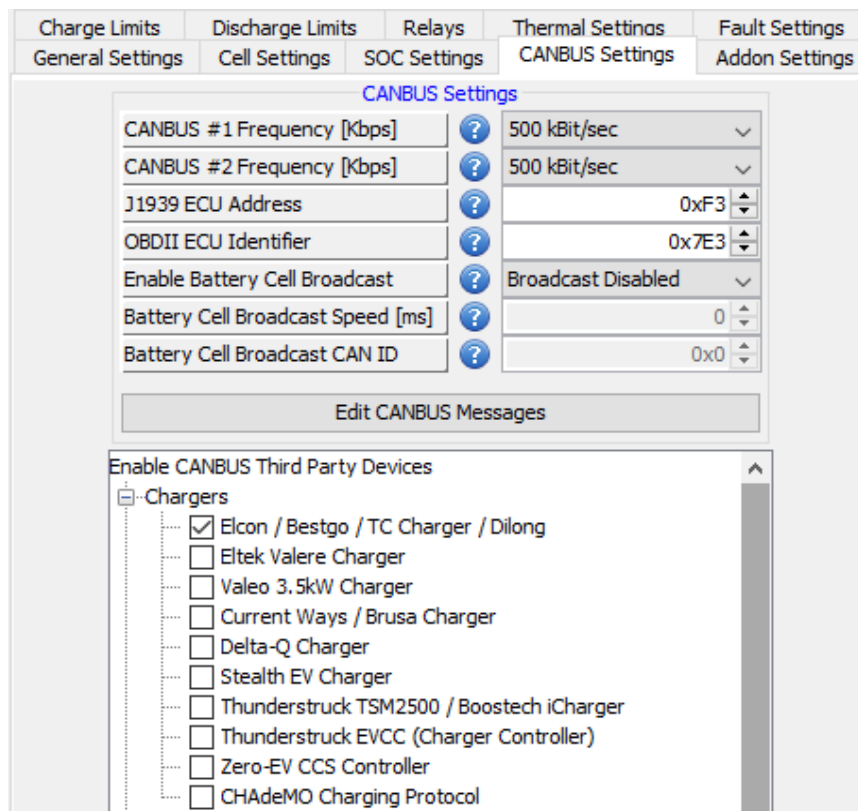 Charge Limits Discharge Limits Relays Thermal Settings Fault Settings
General Settings Cell Settings SOC Settings CANBUS Settings Addon Settings
CANBUS Settings
CANBUS #1 Frequency [Kbps] ? 500 kBit/sec
CANBUS #2 Frequency [Kbps] ? 500 kBit/sec
J1939 ECU Address ? 0xF3
OBDII ECU Identifier ? 0x7E3
Enable Battery Cell Broadcast ? Broadcast Disabled
Battery Cell Broadcast Speed [ms] ? 0
Battery Cell Broadcast CAN ID ? 0x0
Edit CANBUS Messages
Enable CANBUS Third Party Devices
Chargers
Elcon / Bestgo / TC Charger / Dilong
Eltek Valere Charger
Valeo 3.5kW Charger
Current Ways / Brusa Charger
Delta-Q Charger
Stealth EV Charger
Thunderstruck TSM2500 / Boostech iCharger
Thunderstruck EVCC (Charger Controller)
Zero-EV CCS Controller
CHAdeMO Charging Protocol